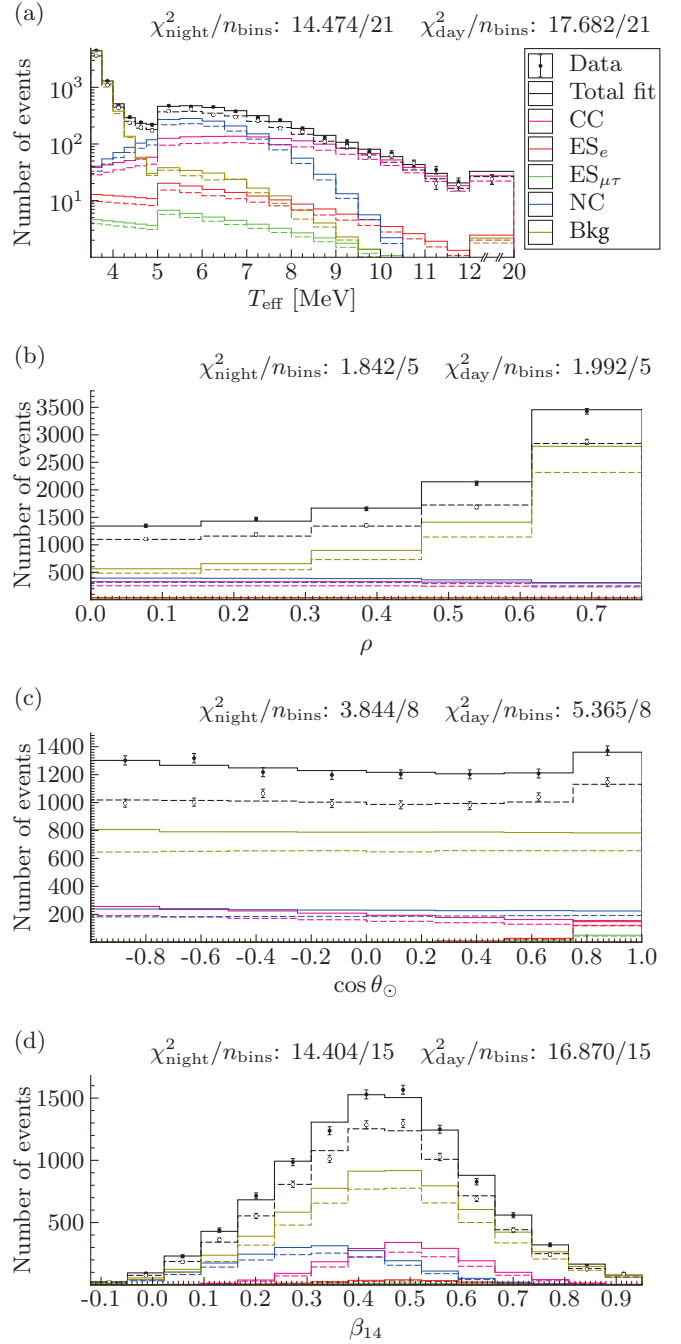 (a)
χ²night/nbins: 14.474/21 χ²day/nbins: 17.682/21
Number of events
10³
10²
10¹
4 5 6 7 8 9 10 11 12 20
Teff [MeV]
Data
Total fit
CC
ESe
ESμτ
NC
Bkg
(b)
χ²night/nbins: 1.842/5 χ²day/nbins: 1.992/5
Number of events
3500
3000
2500
2000
1500
1000
500
0.0 0.1 0.2 0.3 0.4 0.5 0.6 0.7
ρ
(c)
χ²night/nbins: 3.844/8 χ²day/nbins: 5.365/8
Number of events
1400
1200
1000
800
600
400
200
-0.8 -0.6 -0.4 -0.2 0.0 0.2 0.4 0.6 0.8 1.0
cos θ⊙
(d)
χ²night/nbins: 14.404/15 χ²day/nbins: 16.870/15
Number of events
1500
1000
500
-0.1 0.0 0.1 0.2 0.3 0.4 0.5 0.6 0.7 0.8 0.9
β14